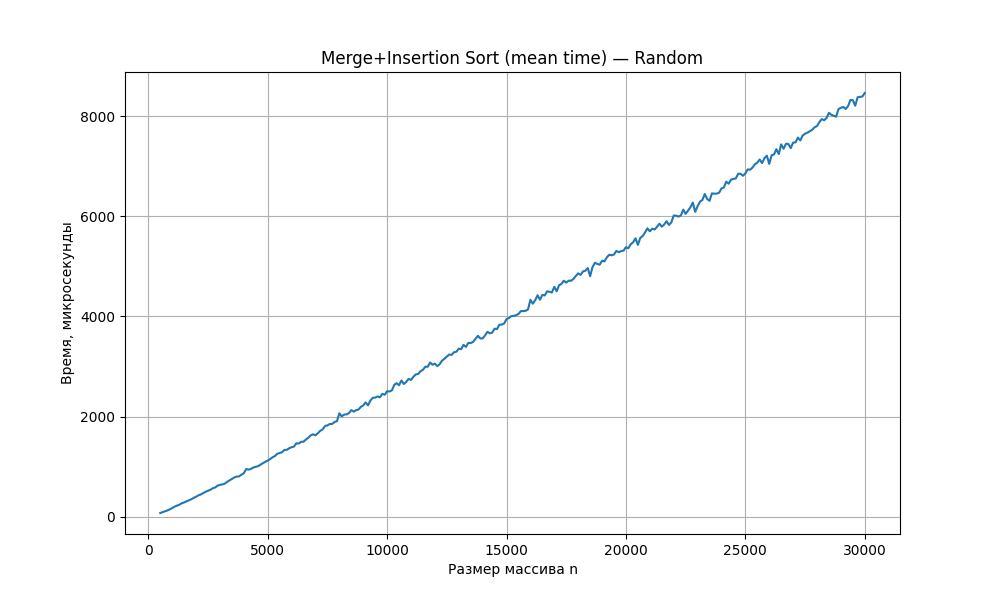 Merge+Insertion Sort (mean time) — Random
Время, микросекунды
8000
6000
4000
2000
0
0 5000 10000 15000 20000 25000 30000
Размер массива n